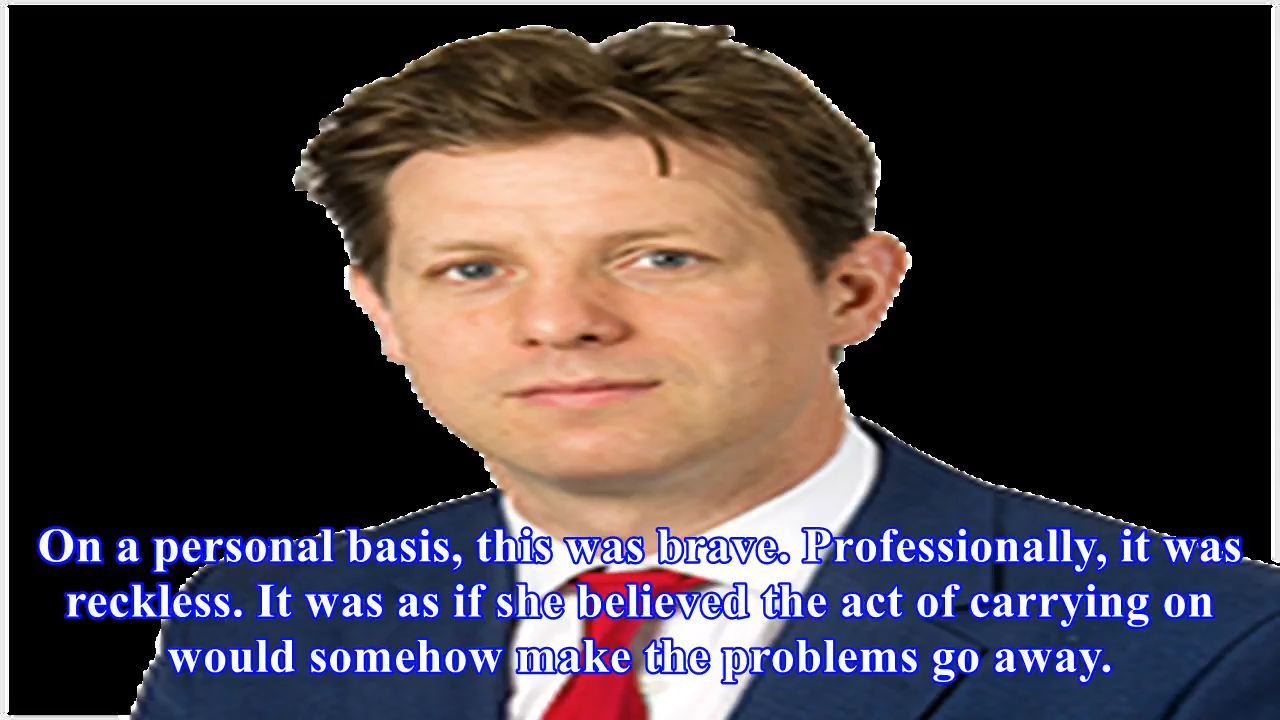 On a personal basis, this was brave. Professionally, it was
reckless. It was as if she believed the act of carrying on
would somehow make the problems go away.